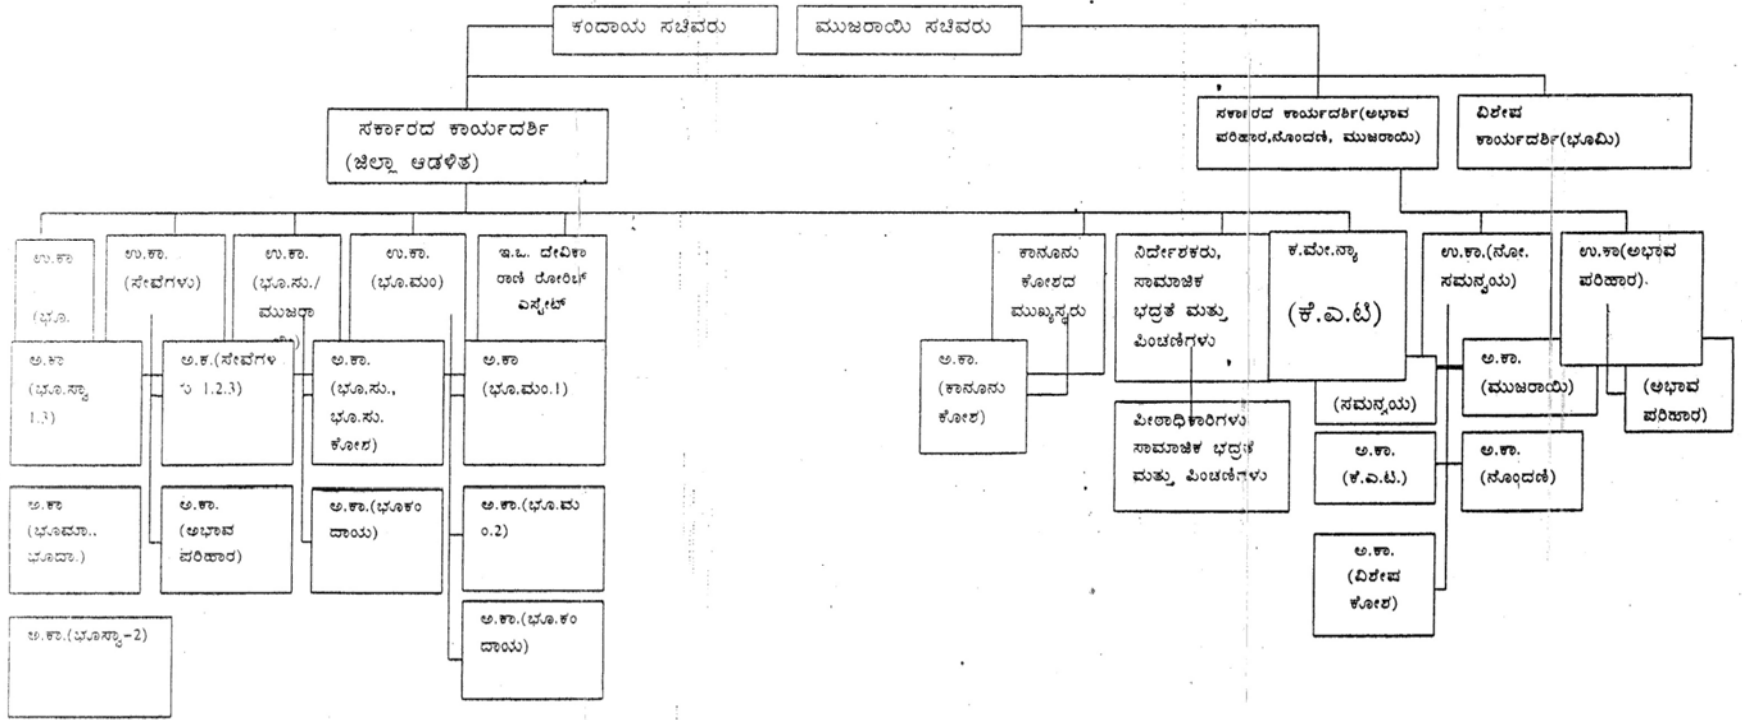 ಕಂದಾಯ ಸಚಿವರು
ಮುಜರಾಯಿ ಸಚಿವರು
ಸರ್ಕಾರದ ಕಾರ್ಯದರ್ಶಿ
(ಜಿಲ್ಲಾ ಆಡಳಿತ)
ಸರ್ಕಾರದ ಕಾರ್ಯದರ್ಶಿ(ಅಭಾವ
ಪರಿಹಾರ,ನೊಂದಣಿ, ಮುಜರಾಯಿ)
ವಿಶೇಷ
ಕಾರ್ಯದರ್ಶಿ(ಭೂಮಿ)
ಉ.ಕಾ
(ಭೂ.
ಉ.ಕಾ.
(ಸೇವೆಗಳು)
ಉ.ಕಾ.
(ಭೂ.ಸು./
ಮುಜರಾ
ಉ.ಕಾ.
(ಭೂ.ಮಂ)
ಇ.ಒ. ದೇವಿಕಾ
ರಾಣಿ ರೋರಿಚ್
ಎಸ್ಟೇಟ್
ಕಾನೂನು
ಕೋಶದ
ಮುಖ್ಯಸ್ಥರು
ನಿರ್ದೇಶಕರು,
ಸಾಮಾಜಿಕ
ಭದ್ರತೆ ಮತ್ತು
ಪಿಂಚಣಿಗಳು
ಕ.ಮೇ.ನ್ಯಾ
(ಕೆ.ಎ.ಟಿ)
ಉ.ಕಾ.(ನೋ.
ಸಮನ್ವಯ)
ಉ.ಕಾ(ಅಭಾವ
ಪರಿಹಾರ).
ಅ.ಕಾ
(ಭೂ.ಸ್ವಾ
1.3)
ಅ.ಕ.(ಸೇವೆಗಳ
ು 1.2.3)
ಅ.ಕಾ.
(ಭೂ.ಸು.,
ಭೂ.ಸು.
ಕೋಶ)
ಅ.ಕಾ
(ಭೂ.ಮಂ.1)
ಅ.ಕಾ.
(ಕಾನೂನು
ಕೋಶ)
(ಸಮನ್ವಯ)
ಅ.ಕಾ.
(ಮುಜರಾಯಿ)
(ಅಭಾವ
ಪರಿಹಾರ)
ಪೀಠಾಧಿಕಾರಿಗಳು
ಸಾಮಾಜಿಕ ಭದ್ರತೆ
ಮತ್ತು ಪಿಂಚಣಿಗಳು
ಅ.ಕಾ.
(ಕೆ.ಎ.ಟಿ.)
ಅ.ಕಾ.
(ನೊಂದಣಿ)
ಅ.ಕಾ
(ಭೂಮಾ.,
ಭೂದಾ.)
ಅ.ಕಾ.
(ಅಭಾವ
ಪರಿಹಾರ)
ಅ.ಕಾ.(ಭೂಕಂ
ದಾಯ)
ಅ.ಕಾ.(ಭೂ.ಮ
ಂ.2)
ಅ.ಕಾ.
(ವಿಶೇಷ
ಕೋಶ)
ಅ.ಕಾ.(ಭೂ.ಕಂ
ದಾಯ)
ಅ.ಕಾ.(ಭೂಸ್ವಾ-2)